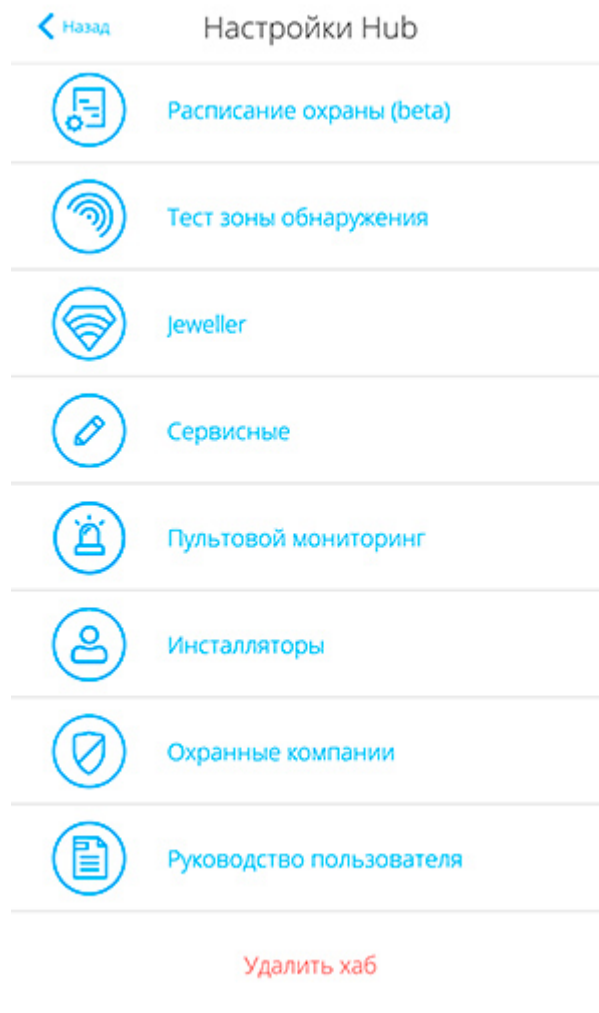 Назад
Настройки Hub
Расписание охраны (beta)
Тест зоны обнаружения
Jeweller
Сервисные
Пультовой мониторинг
Инсталляторы
Охранные компании
Руководство пользователя
Удалить хаб